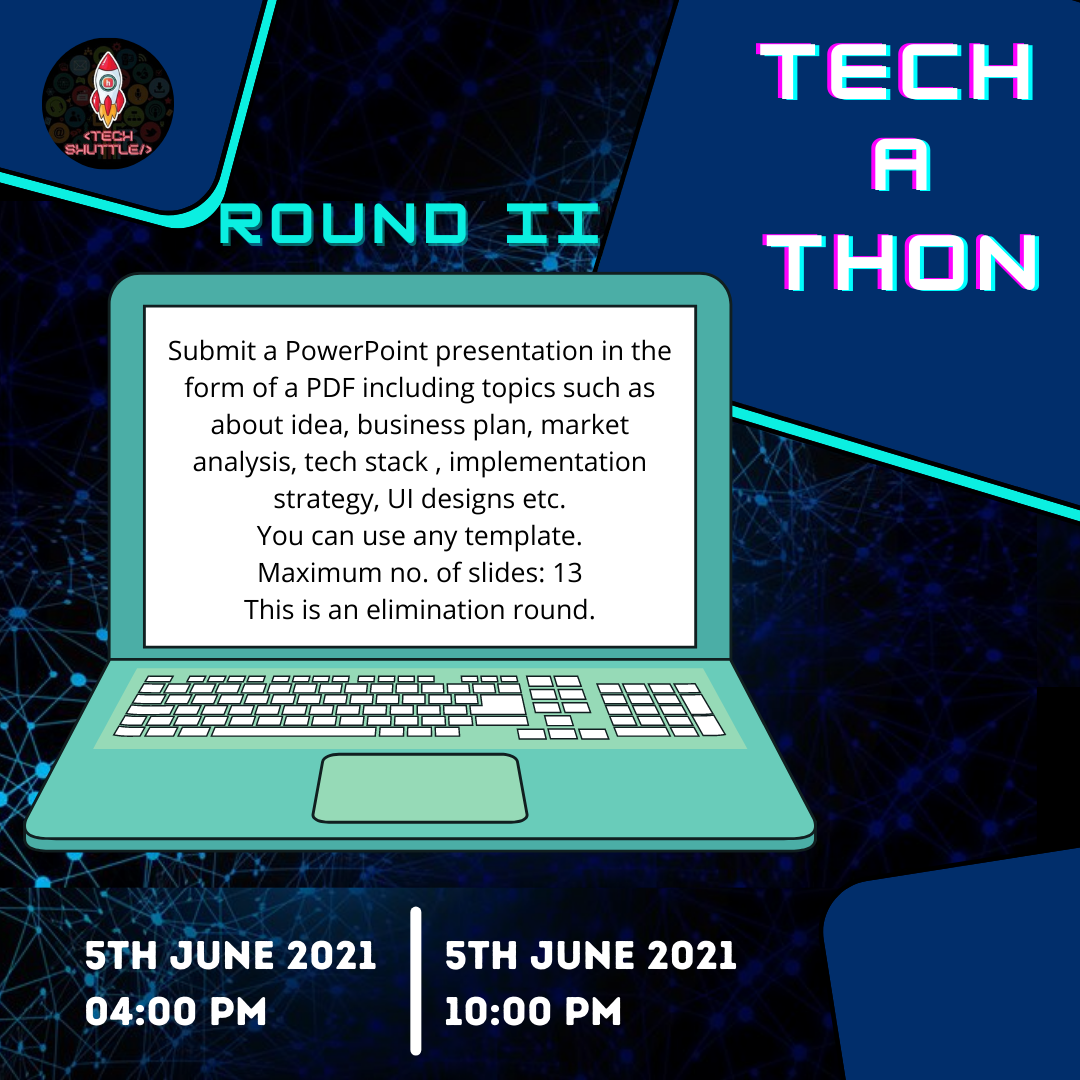 <TECH
SHUTTLE/>
TECH
A
THON
ROUND II
Submit a PowerPoint presentation in the
form of a PDF including topics such as
about idea, business plan, market
analysis, tech stack , implementation
strategy, UI designs etc.
You can use any template.
Maximum no. of slides: 13
This is an elimination round.
5TH JUNE 2021
04:00 PM
5TH JUNE 2021
10:00 PM